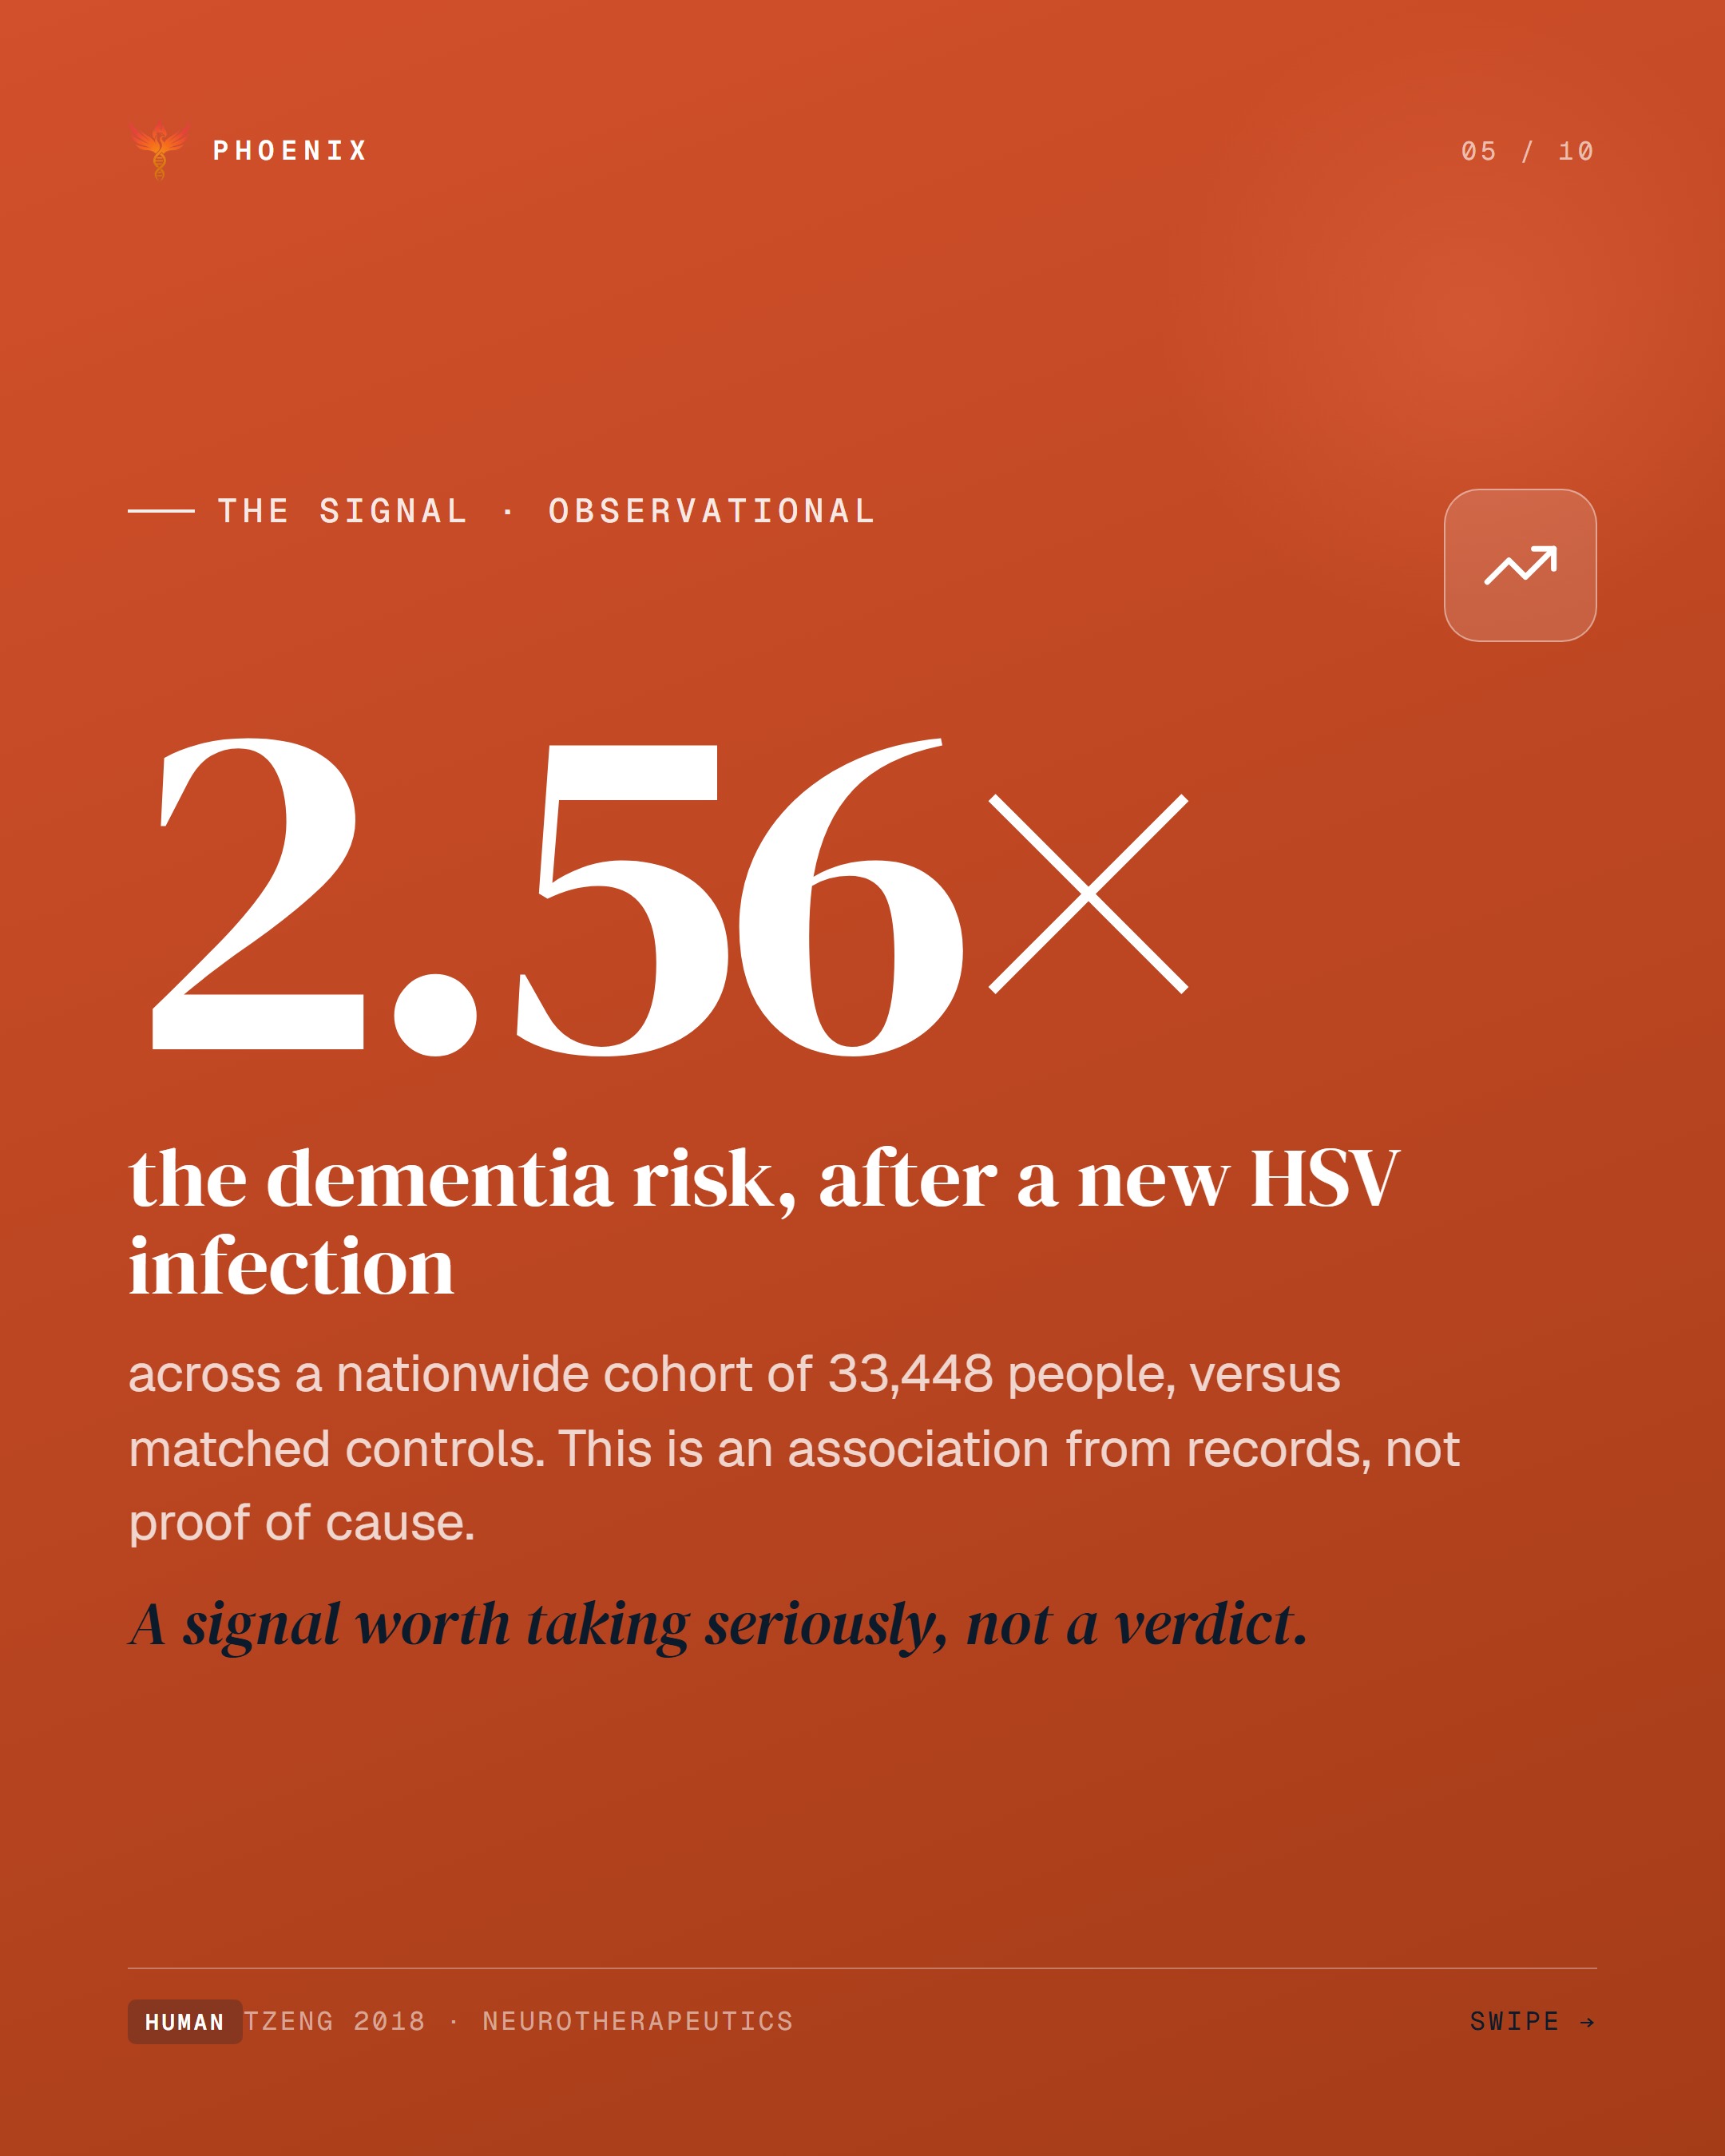 PHOENIX
05 / 10
THE SIGNAL · OBSERVATIONAL
2.56×
the dementia risk, after a new HSV
infection
across a nationwide cohort of 33,448 people, versus
matched controls. This is an association from records, not
proof of cause.
A signal worth taking seriously, not a verdict.
HUMAN TZENG 2018 · NEUROTHERAPEUTICS
SWIPE →